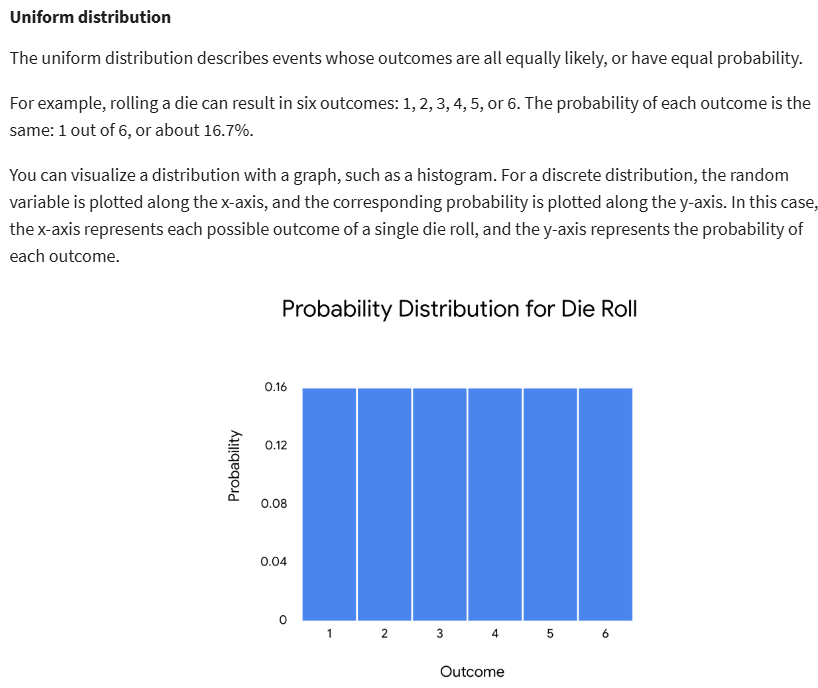 Uniform distribution
The uniform distribution describes events whose outcomes are all equally likely, or have equal probability.
For example, rolling a die can result in six outcomes: 1, 2, 3, 4, 5, or 6. The probability of each outcome is the
same: 1 out of 6, or about 16.7%.
You can visualize a distribution with a graph, such as a histogram. For a discrete distribution, the random
variable is plotted along the x-axis, and the corresponding probability is plotted along the y-axis. In this case,
the x-axis represents each possible outcome of a single die roll, and the y-axis represents the probability of
each outcome.
Probability Distribution for Die Roll
Probability
0.16
0.12
0.08
0.04
0
1 2 3 4 5 6
Outcome